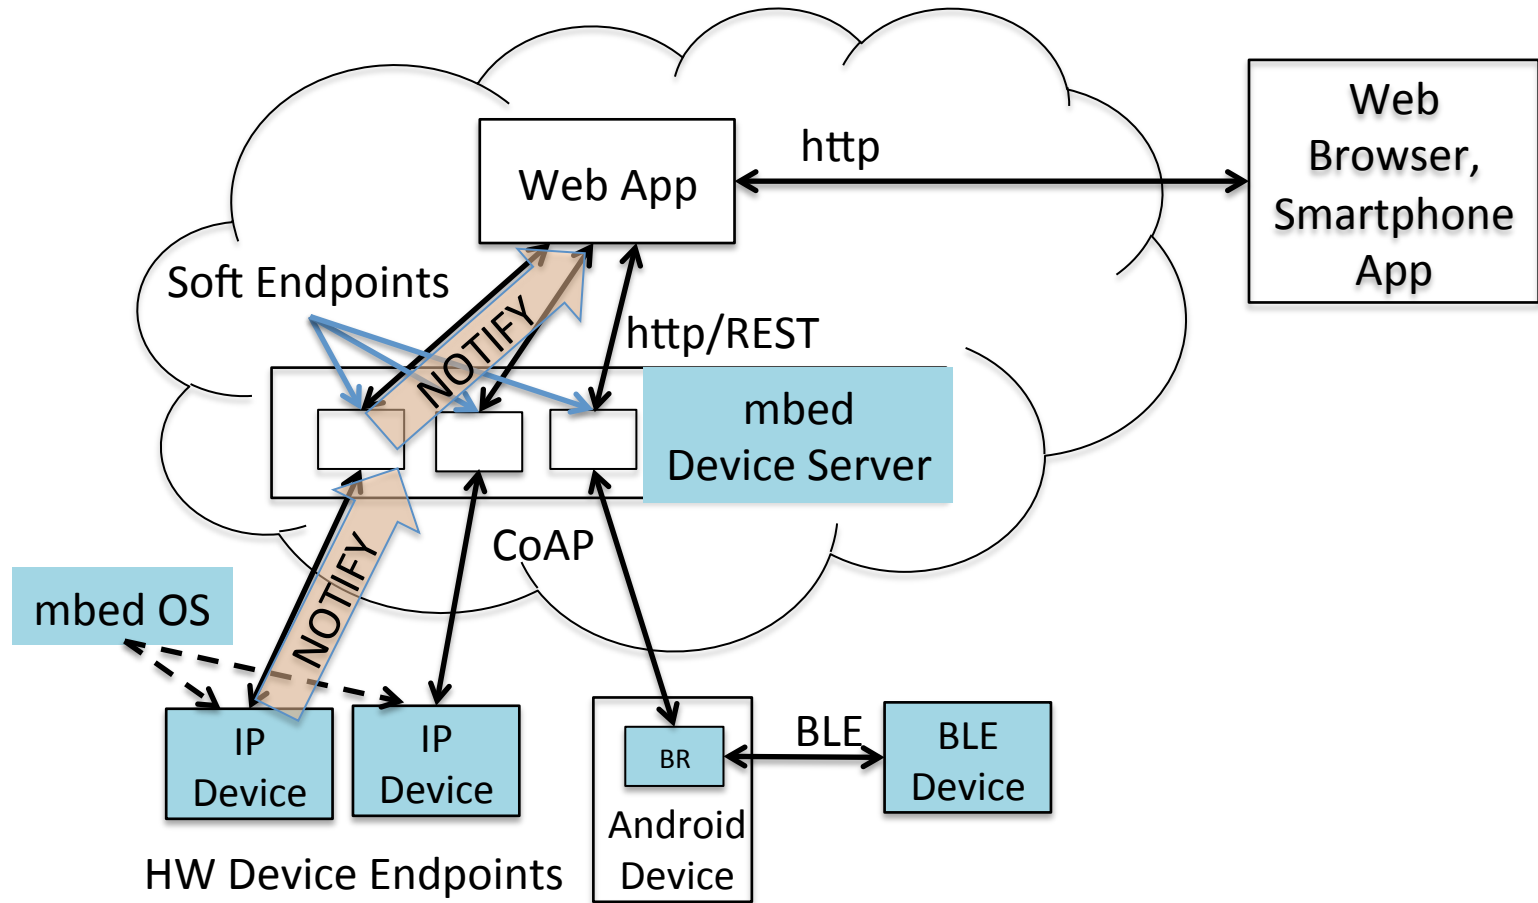 Web
Browser,
Smartphone
App
http
Web App
Soft Endpoints
NOTIFY
http/REST
mbed
Device Server
CoAP
NOTIFY
mbed OS
IP
Device
IP
Device
BR
BLE
BLE
Device
Android
Device
HW Device Endpoints